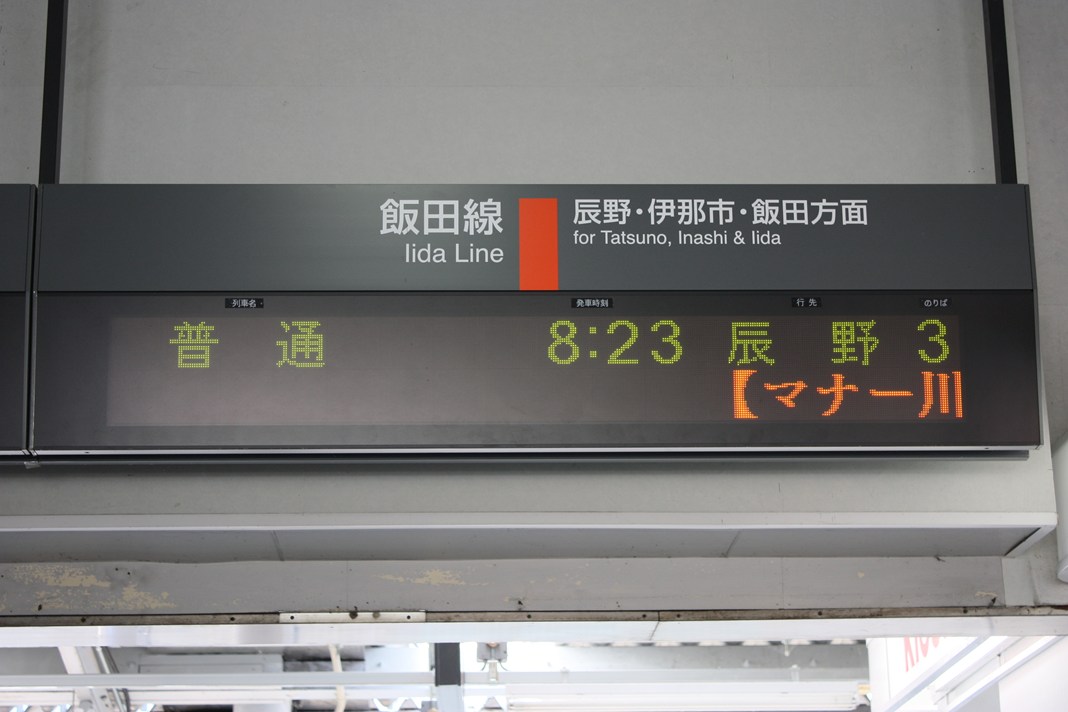 飯田線
Iida Line
辰野・伊那市・飯田方面
for Tatsuno, Inashi & Iida
列車名 発車時刻 行先 のりば
普通 8:23 辰野 3
【マナー川